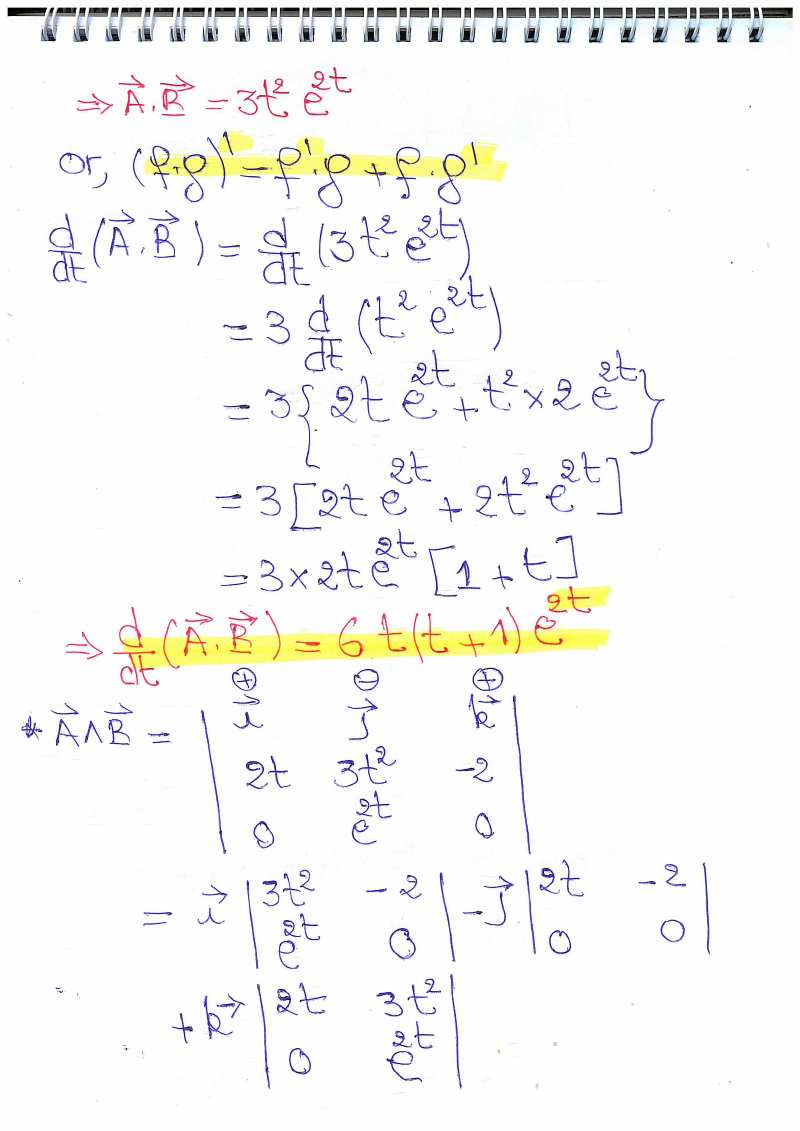 ⇒ A⃗.B⃗ = 3t² e^2t
or, (f.g)' = f'.g + f.g'
d/dt (A⃗.B⃗) = d/dt (3t² e^2t)
= 3 d/dt (t² e^2t)
= 3 { 2t e^2t + t² × 2 e^2t }
= 3 [ 2t e^2t + 2t² e^2t ]
= 3 × 2t e^2t [1 + t]
⇒ d/dt (A⃗.B⃗) = 6 t(t+1) e^2t
⊕ ⊖ ⊕
* A⃗ ∧ B⃗ = | i⃗ j⃗ k⃗ |
| 2t 3t² -2 |
| 0 e^2t 0 |
= i⃗ | 3t² -2 | - j⃗ | 2t -2 |
| e^2t 0 | | 0 0 |
+ k⃗ | 2t 3t² |
| 0 e^2t |